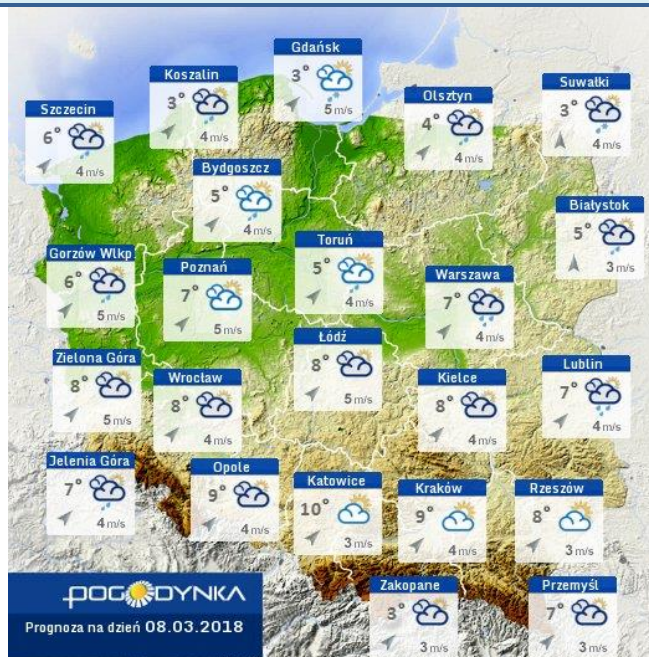 Gdańsk
3°
5 m/s
Koszalin
3°
4 m/s
Suwałki
3°
4 m/s
Olsztyn
4°
4 m/s
Szczecin
6°
4 m/s
Bydgoszcz
5°
4 m/s
Białystok
5°
3 m/s
Toruń
5°
4 m/s
Gorzów Wlkp
6°
5 m/s
Poznań
7°
5 m/s
Warszawa
7°
4 m/s
Łódź
8°
5 m/s
Zielona Góra
8°
5 m/s
Lublin
7°
4 m/s
Wrocław
8°
4 m/s
Kielce
8°
4 m/s
Jelenia Góra
7°
4 m/s
Opole
9°
4 m/s
Katowice
10°
3 m/s
Kraków
9°
4 m/s
Rzeszów
8°
3 m/s
Zakopane
3°
3 m/s
Przemyśl
7°
3 m/s
POGODYNKA
Prognoza na dzień 08.03.2018